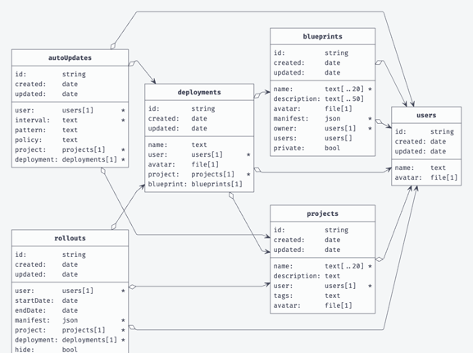 autoUpdates
id: string
created: date
updated: date
user: users[1] *
interval: text *
pattern: text
policy: text
project: projects[1] *
deployment: deployments[1] *
deployments
id: string
created: date
updated: date
name: text
user: users[1] *
avatar: file[1]
project: projects[1] *
blueprint: blueprints[1]
blueprints
id: string
created: date
updated: date
name: text[..20] *
description: text[..50]
avatar: file[1]
manifest: json *
owner: users[1] *
users: users[]
private: bool
users
id: string
created: date
updated: date
name: text
avatar: file[1]
rollouts
id: string
created: date
updated: date
user: users[1] *
startDate: date
endDate: date
manifest: json *
project: projects[1] *
deployment: deployments[1] *
hide: bool
projects
id: string
created: date
updated: date
name: text[..20] *
description: text
user: users[1] *
tags: text
avatar: file[1]